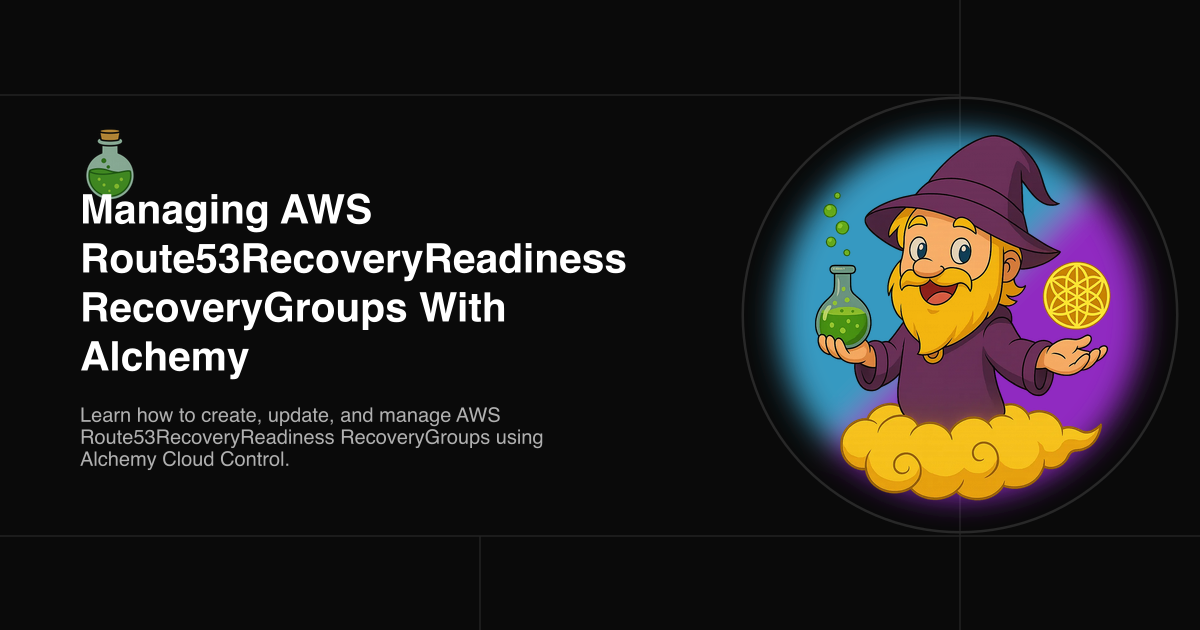 Managing AWS
Route53RecoveryReadiness
RecoveryGroups With
Alchemy
Learn how to create, update, and manage AWS
Route53RecoveryReadiness RecoveryGroups using
Alchemy Cloud Control.